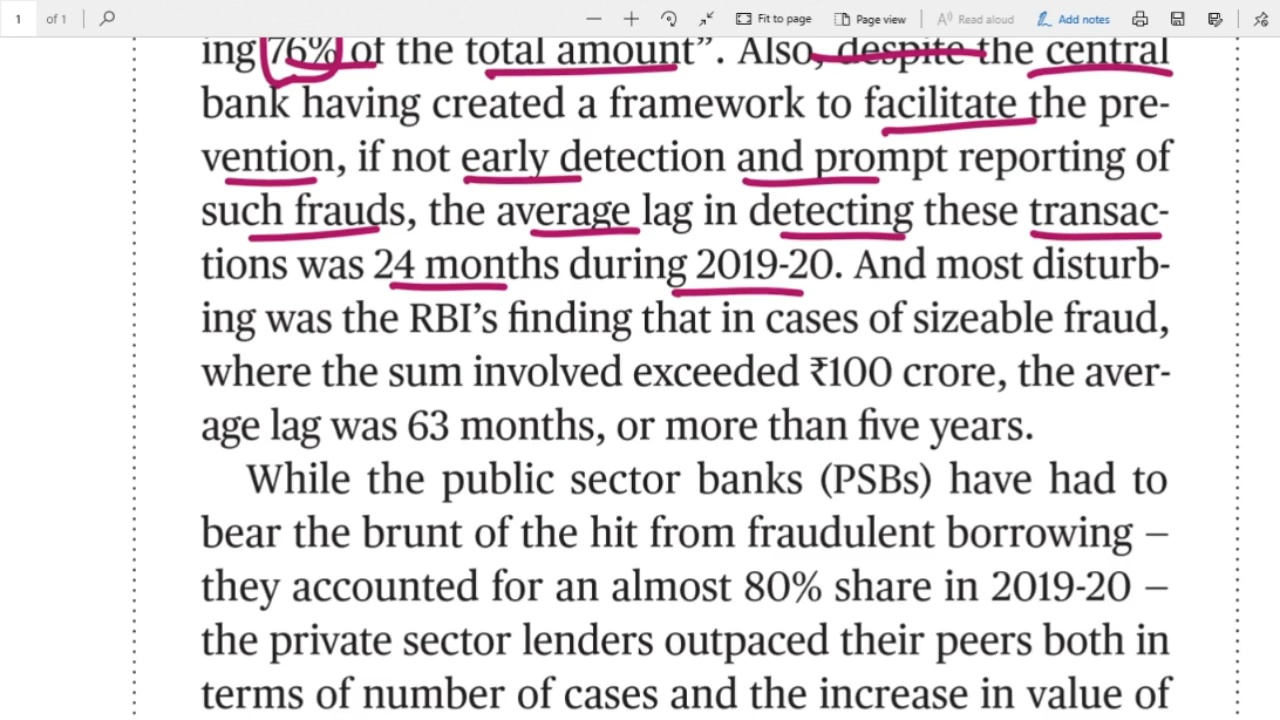 1 of 1 Fit to page Page view Read aloud Add notes
ing 76% of the total amount”. Also, despite the central
bank having created a framework to facilitate the pre-
vention, if not early detection and prompt reporting of
such frauds, the average lag in detecting these transac-
tions was 24 months during 2019-20. And most disturb-
ing was the RBI’s finding that in cases of sizeable fraud,
where the sum involved exceeded ₹100 crore, the aver-
age lag was 63 months, or more than five years.
While the public sector banks (PSBs) have had to
bear the brunt of the hit from fraudulent borrowing –
they accounted for an almost 80% share in 2019-20 –
the private sector lenders outpaced their peers both in
terms of number of cases and the increase in value of